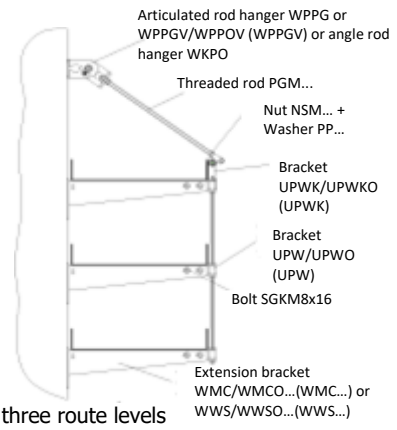 Articulated rod hanger WPPG or
WPPGV/WPPOV (WPPGV) or angle rod
hanger WKPO
Threaded rod PGM...
Nut NSM... +
Washer PP...
Bracket
UPWK/UPWKO
(UPWK)
Bracket
UPW/UPWO
(UPW)
Bolt SGKM8x16
Extension bracket
WMC/WMCO...(WMC...) or
WWS/WWSO...(WWS...)
three route levels